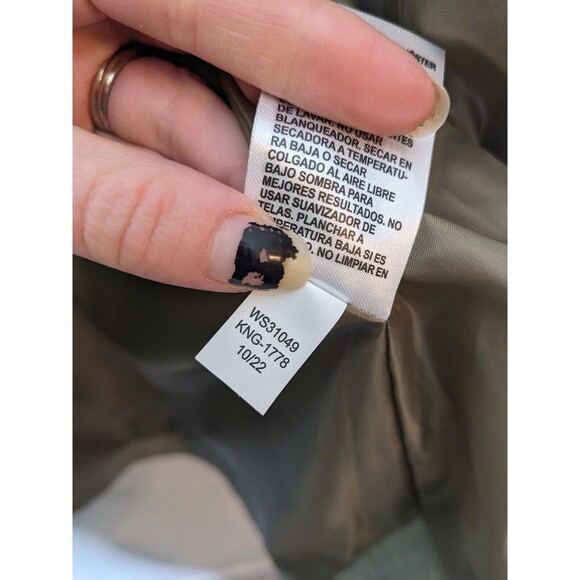 DE LAVAR. NO USAR
BLANQUEADOR. SECAR EN
SECADORA A TEMPERATU-
RA BAJA O SECAR
COLGADO AL AIRE LIBRE
BAJO SOMBRA PARA
MEJORES RESULTADOS. NO
USAR SUAVIZADOR DE
TELAS. PLANCHAR A
TEMPERATURA BAJA SI ES
NO LIMPIAR EN
WS31049
KNG-1778
10/22